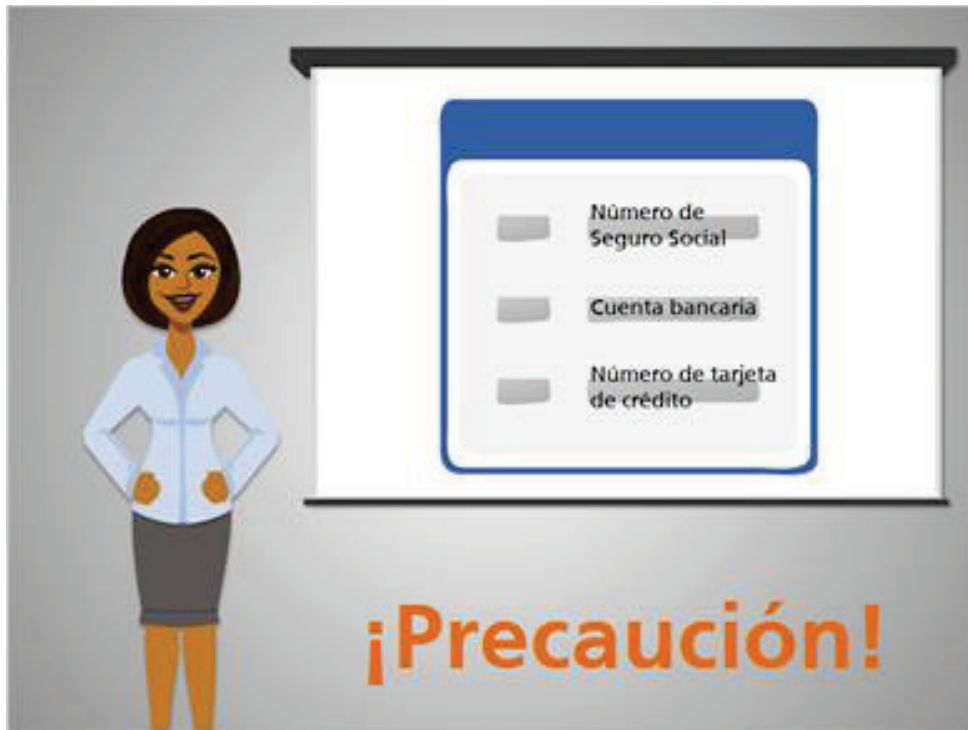 Número de
Seguro Social
Cuenta bancaria
Número de tarjeta
de crédito
¡Precaución!